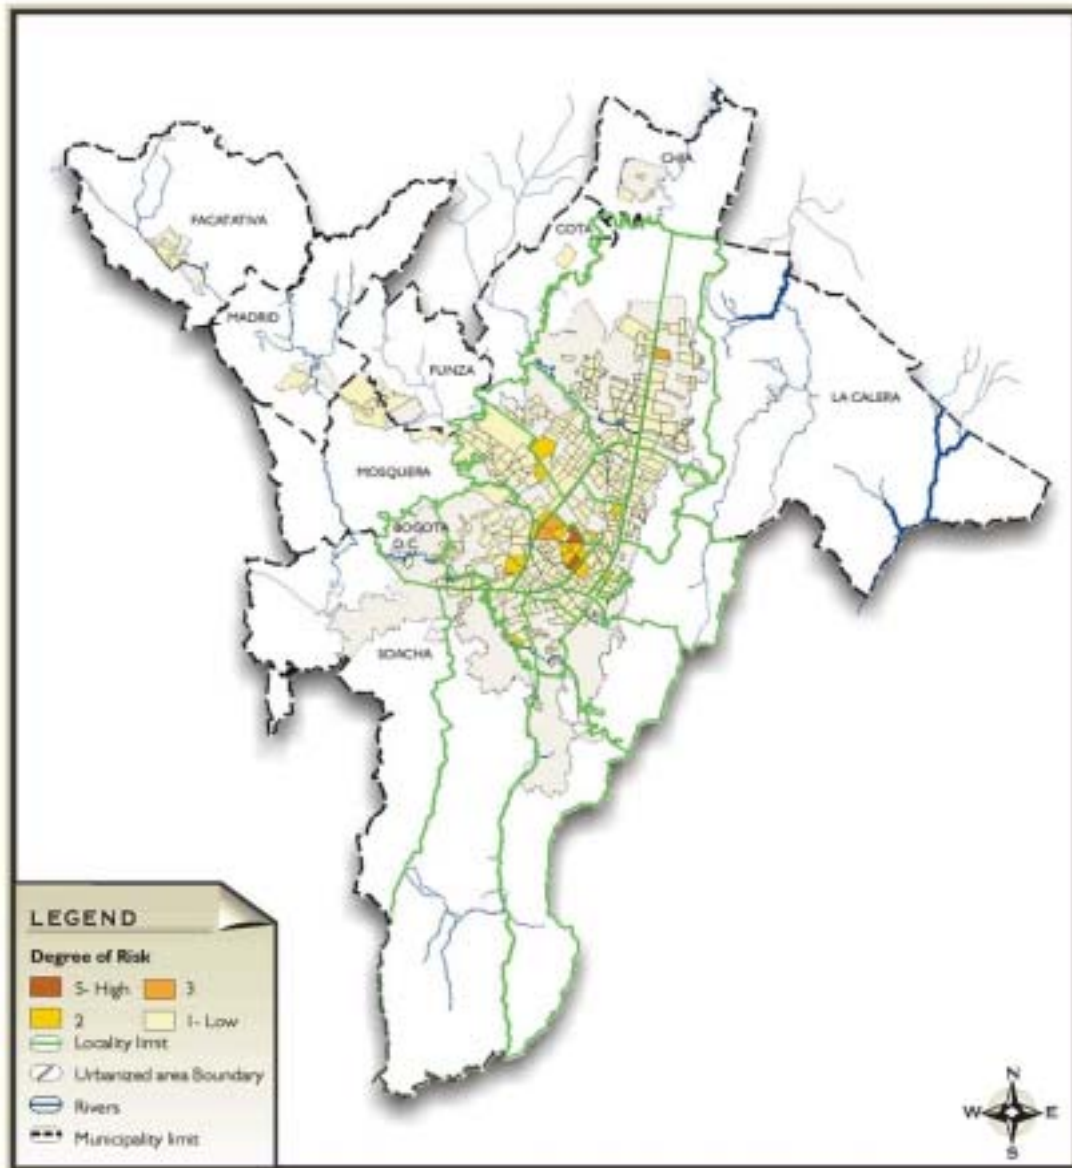 CHIA
FACATATIVA
COTA
MADRID
FUNZA
LA CALERA
MOSQUERA
BOGOTA
D.C.
SOACHA
LEGEND
Degree of Risk
5- High 3
2 1- Low
Locality limit
Urbanized area Boundary
Rivers
Municipality limit
N
W E
S